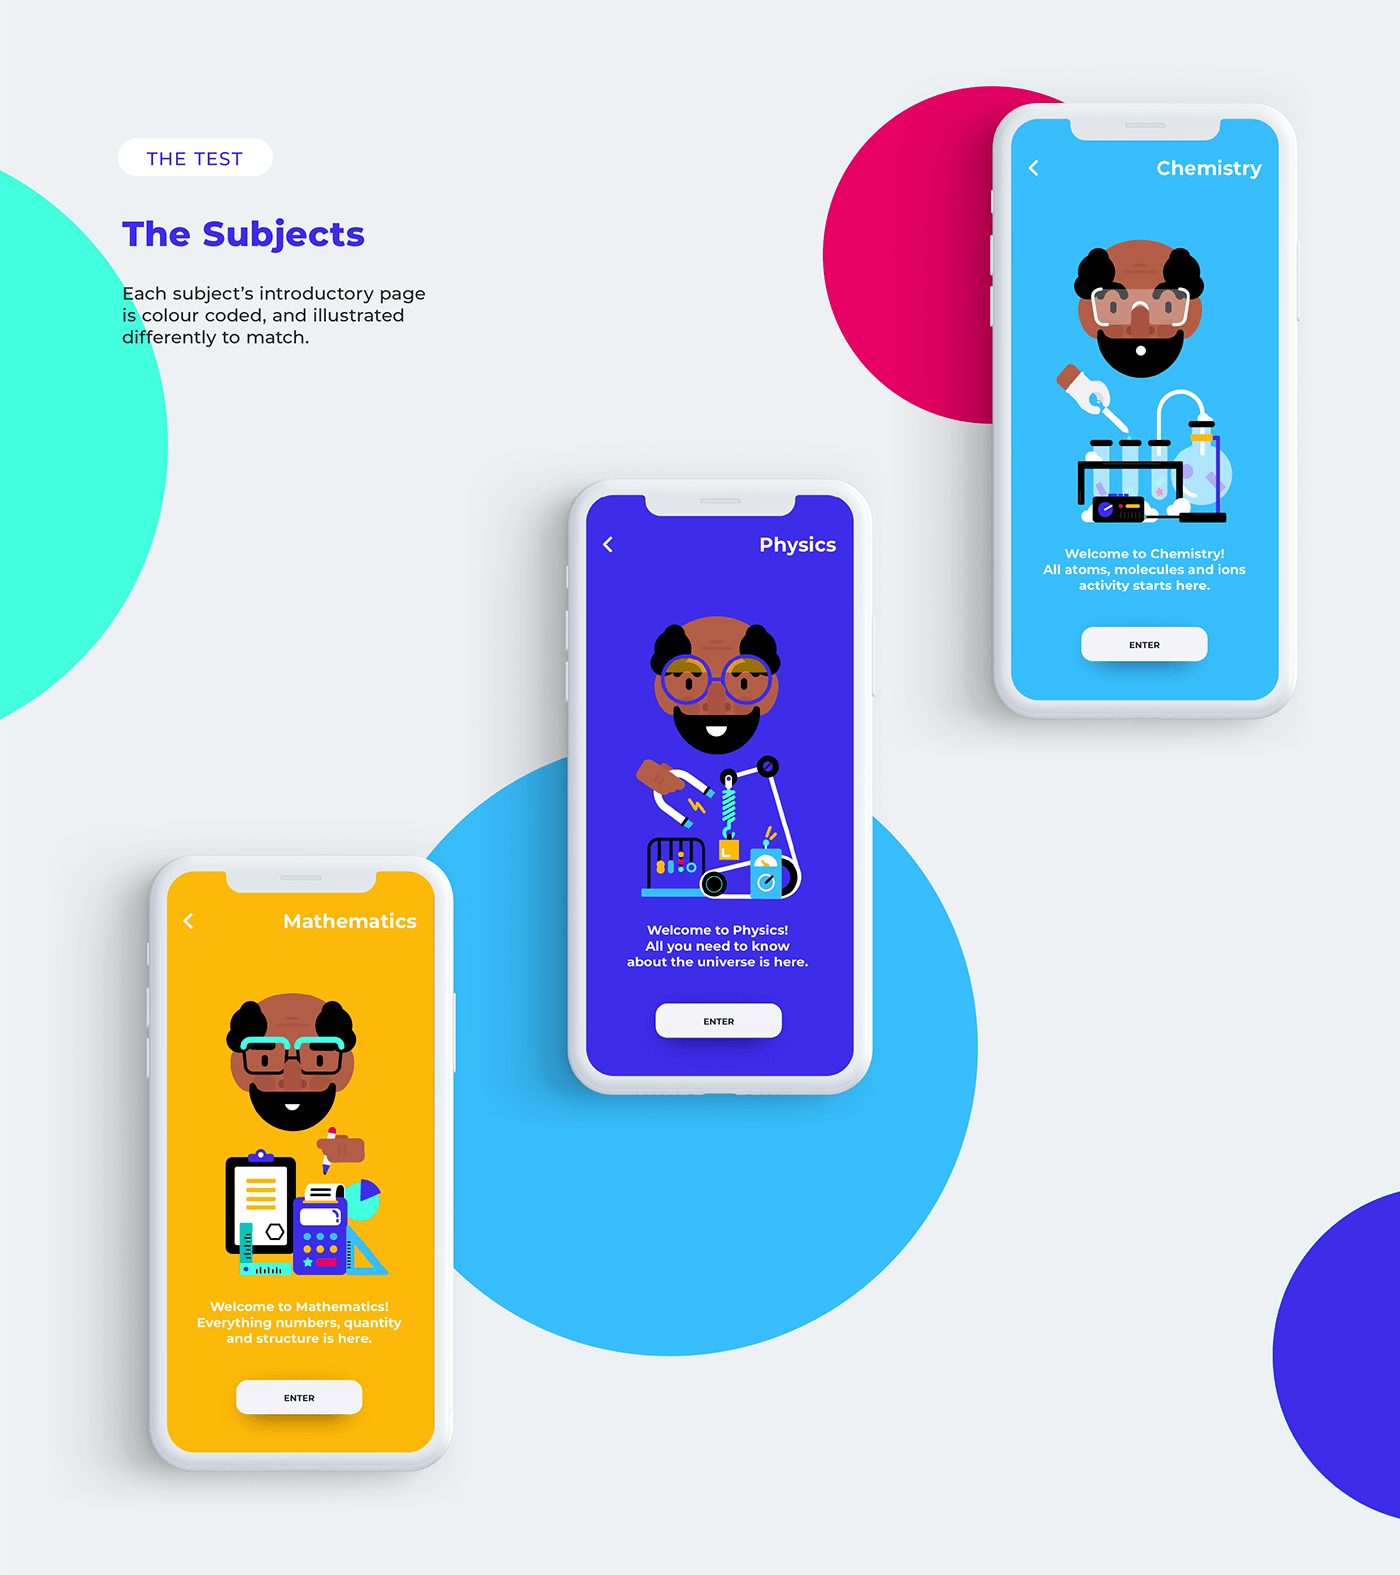 THE TEST
The Subjects
Each subject's introductory page
is colour coded, and illustrated
differently to match.
Chemistry
Welcome to Chemistry!
All atoms, molecules and ions
activity starts here.
ENTER
Physics
Welcome to Physics!
All you need to know
about the universe is here.
ENTER
Mathematics
Welcome to Mathematics!
Everything numbers, quantity
and structure is here.
ENTER